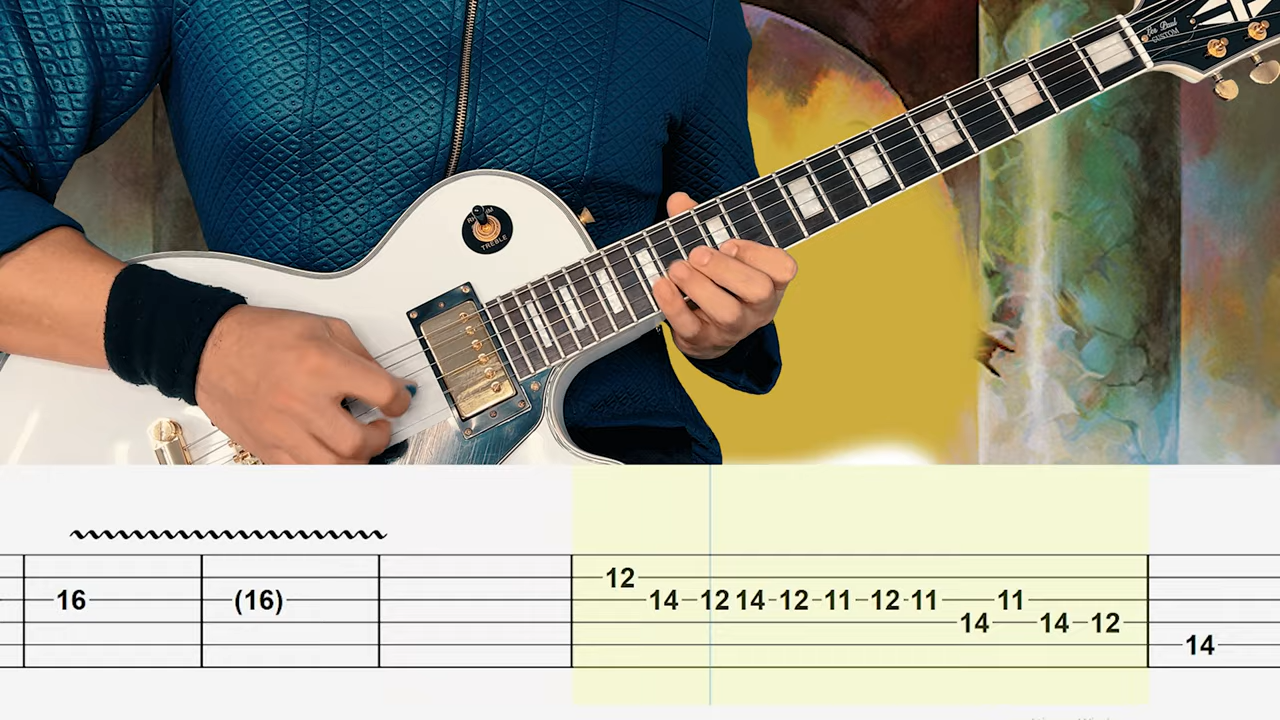 Les Paul
CUSTOM
RHYTHM
TREBLE
12
16 (16) 14 12 14 12 11 12 11 11
14 14 12
14